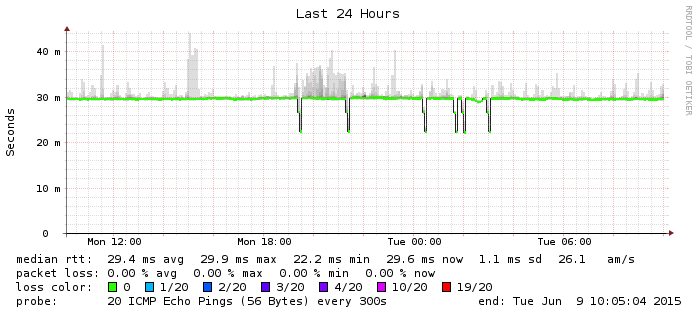 Last 24 Hours
RRDTOOL / TOBI OETIKER
Seconds
40 m
30 m
20 m
10 m
0
Mon 12:00 Mon 18:00 Tue 00:00 Tue 06:00
median rtt: 29.4 ms avg 29.9 ms max 22.2 ms min 29.6 ms now 1.1 ms sd 26.1 am/s
packet loss: 0.00 % avg 0.00 % max 0.00 % min 0.00 % now
loss color: 0 1/20 2/20 3/20 4/20 10/20 19/20
probe: 20 ICMP Echo Pings (56 Bytes) every 300s end: Tue Jun 9 10:05:04 2015